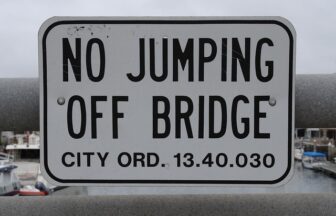 NO JUMPING
OFF BRIDGE
CITY ORD. 13.40.030